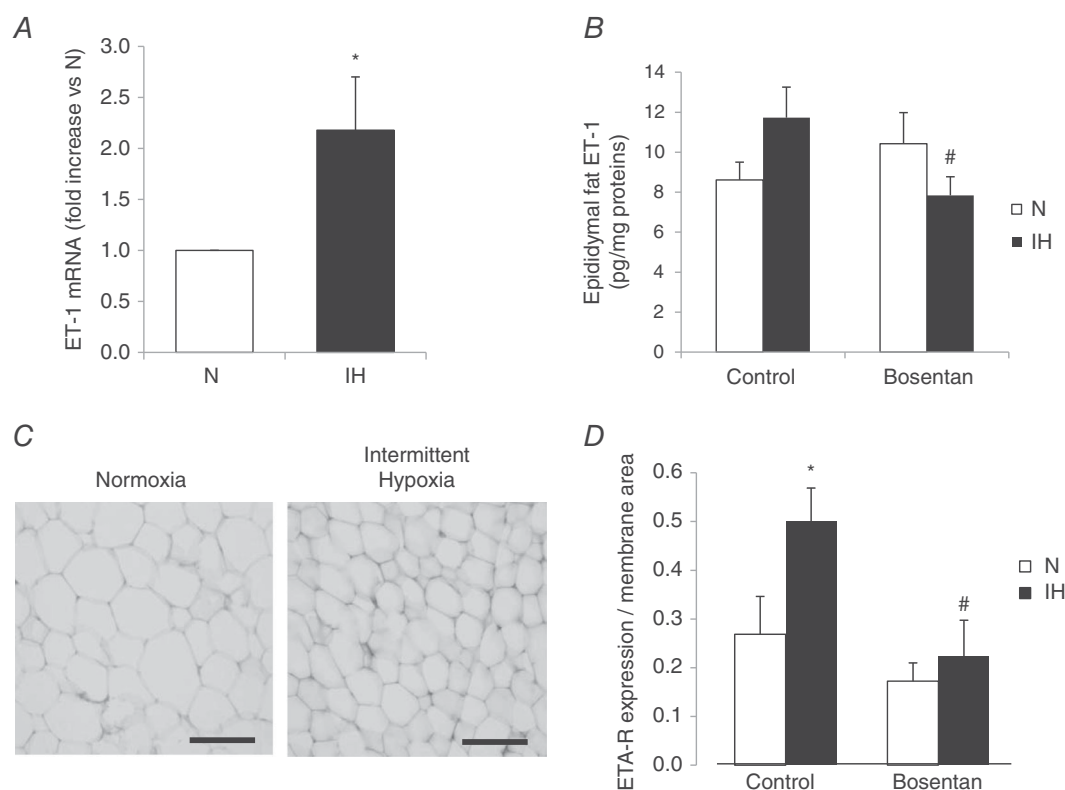 A
ET-1 mRNA (fold increase vs N)
3.0
2.5
2.0
1.5
1.0
0.5
0.0
*
N
IH
B
Epididymal fat ET-1
(pg/mg proteins)
14
12
10
8
6
4
2
0
#
Control
Bosentan
N
IH
C
Normoxia
Intermittent
Hypoxia
D
ETA-R expression / membrane area
0.6
0.5
0.4
0.3
0.2
0.1
0.0
*
#
Control
Bosentan
N
IH